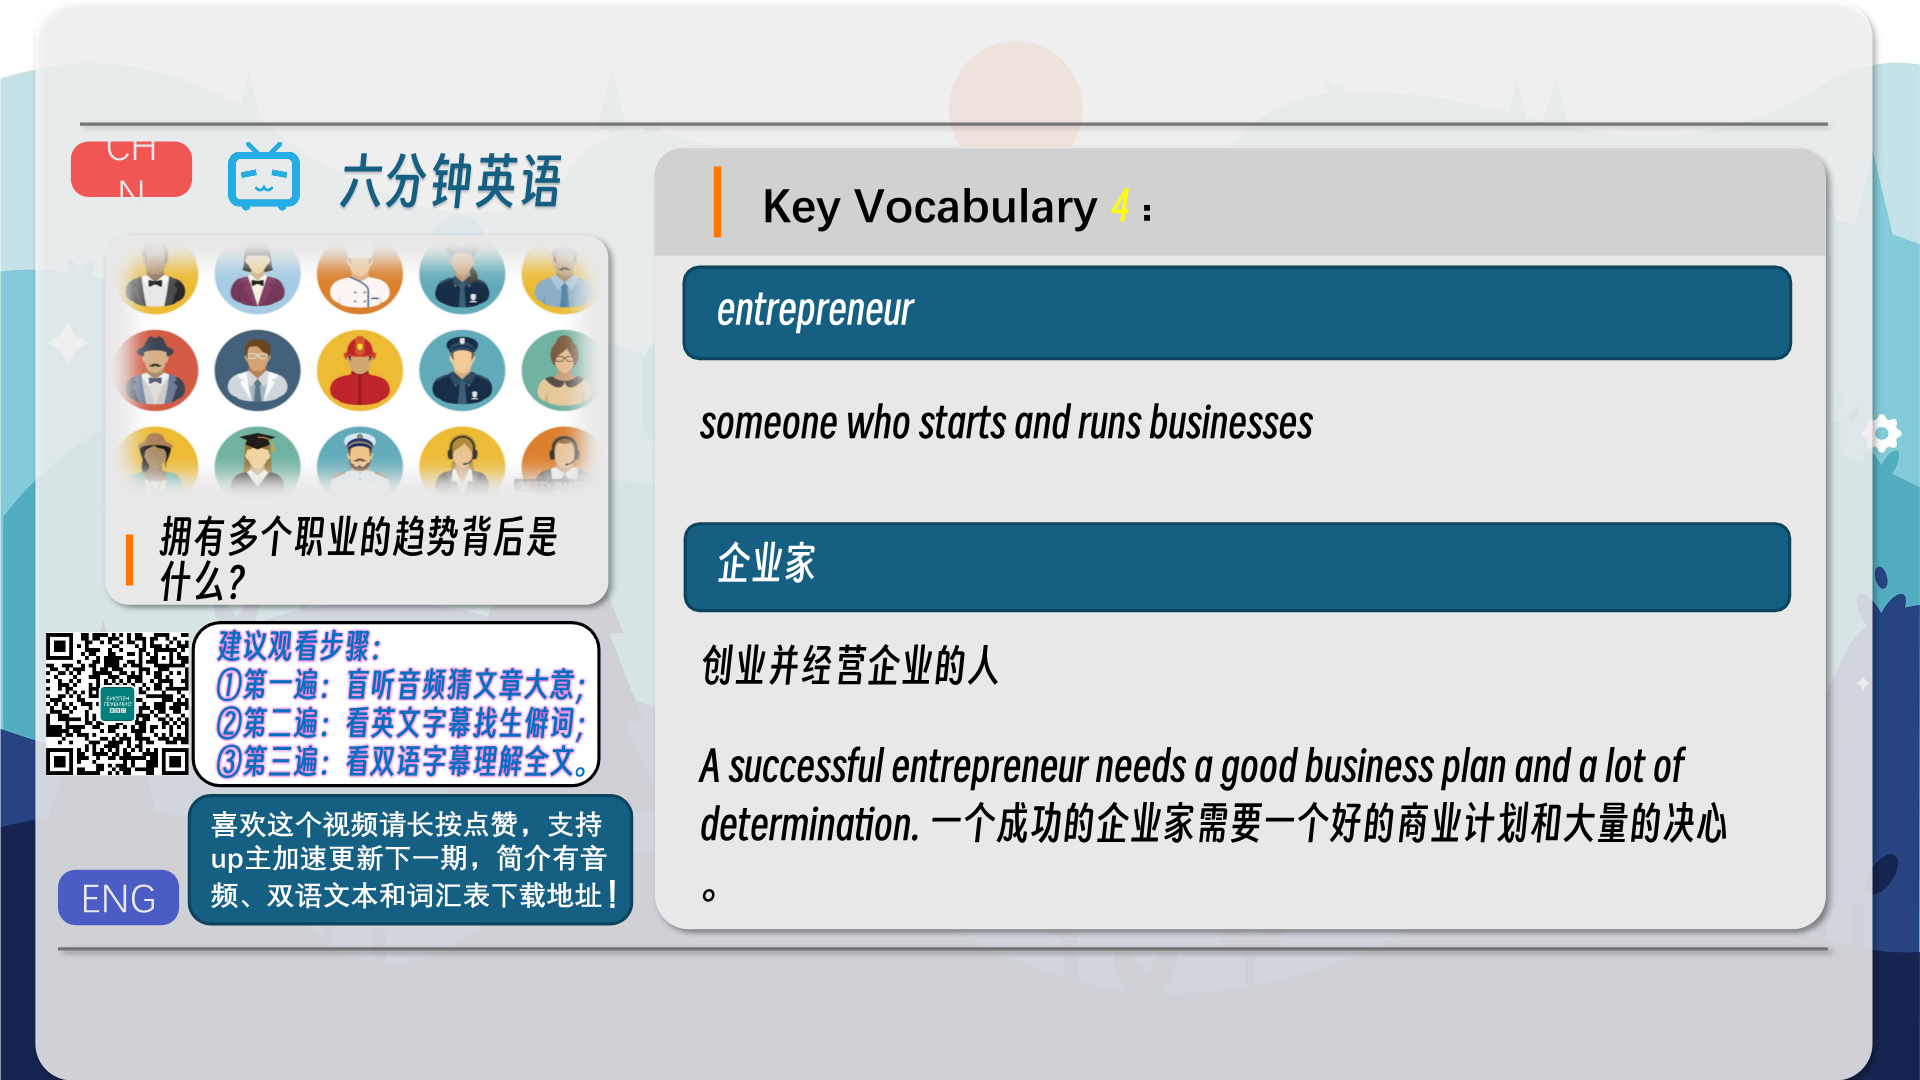 CH
N
六分钟英语
拥有多个职业的趋势背后是
什么？
建议观看步骤：
①第一遍：盲听音频猜文章大意；
②第二遍：看英文字幕找生僻词；
③第三遍：看双语字幕理解全文。
喜欢这个视频请长按点赞，支持
up主加速更新下一期，简介有音
频、双语文本和词汇表下载地址！
ENG
Key Vocabulary 4：
entrepreneur
someone who starts and runs businesses
企业家
创业并经营企业的人
A successful entrepreneur needs a good business plan and a lot of
determination. 一个成功的企业家需要一个好的商业计划和大量的决心
。